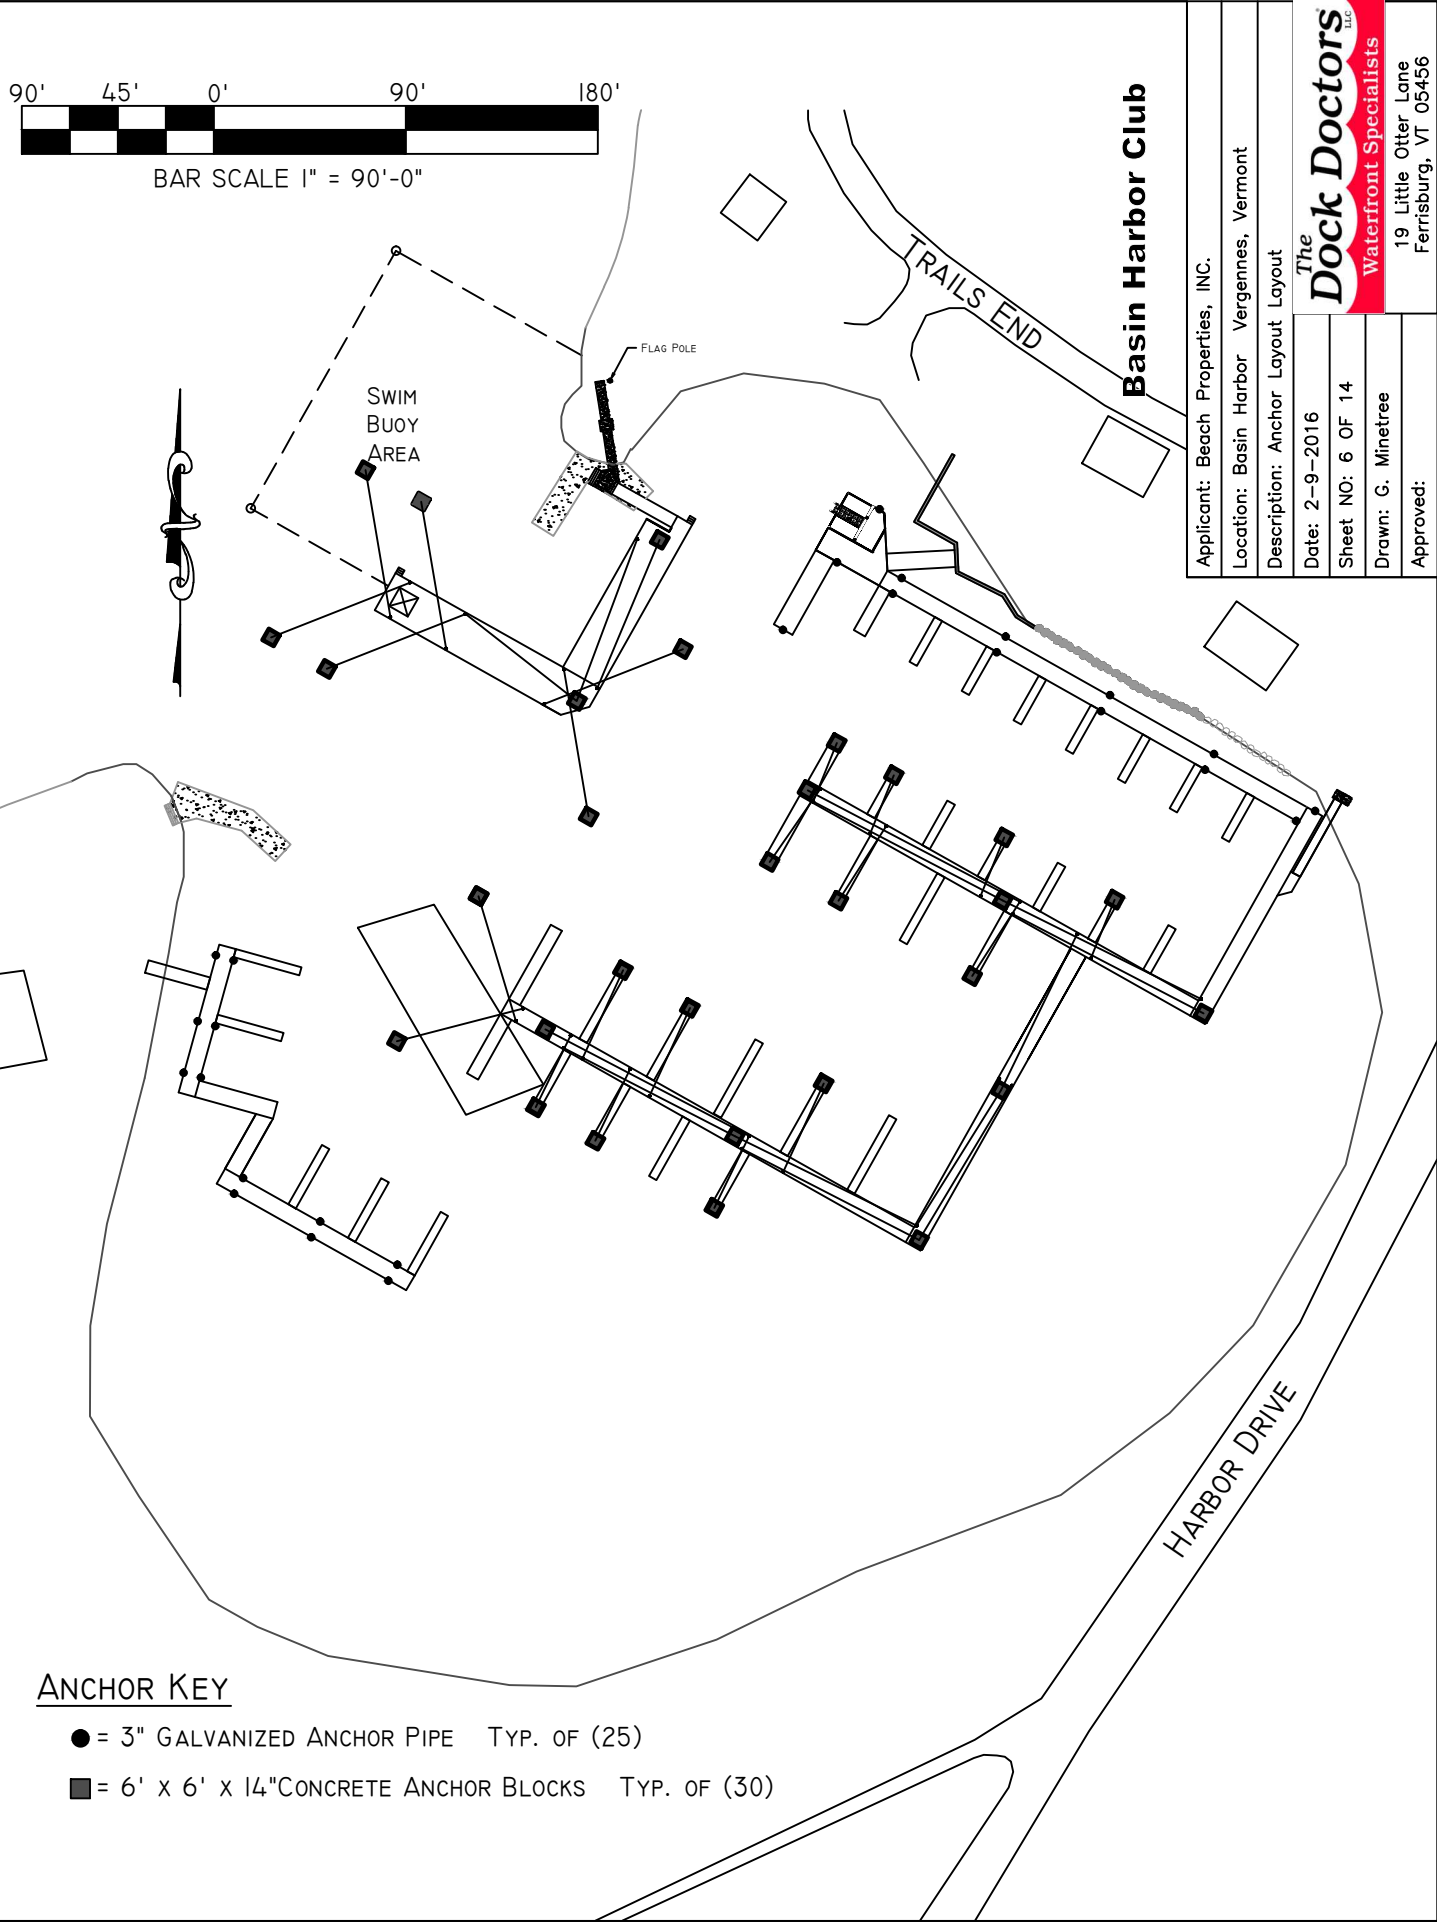 90' 45' 0' 90' 180'
BAR SCALE 1" = 90'-0"
SWIM
BUOY
AREA
FLAG POLE
TRAILS END
HARBOR DRIVE
Basin Harbor Club
Applicant: Beach Properties, INC.
Location: Basin Harbor Vergennes, Vermont
Description: Anchor Layout Layout
Date: 2-9-2016
Sheet NO: 6 OF 14
Drawn: G. Minetree
Approved:
The
Dock Doctors LLC
Waterfront Specialists
19 Little Otter Lane
Ferrisburg, VT 05456
ANCHOR KEY
= 3" GALVANIZED ANCHOR PIPE TYP. OF (25)
= 6' X 6' X 14"CONCRETE ANCHOR BLOCKS TYP. OF (30)